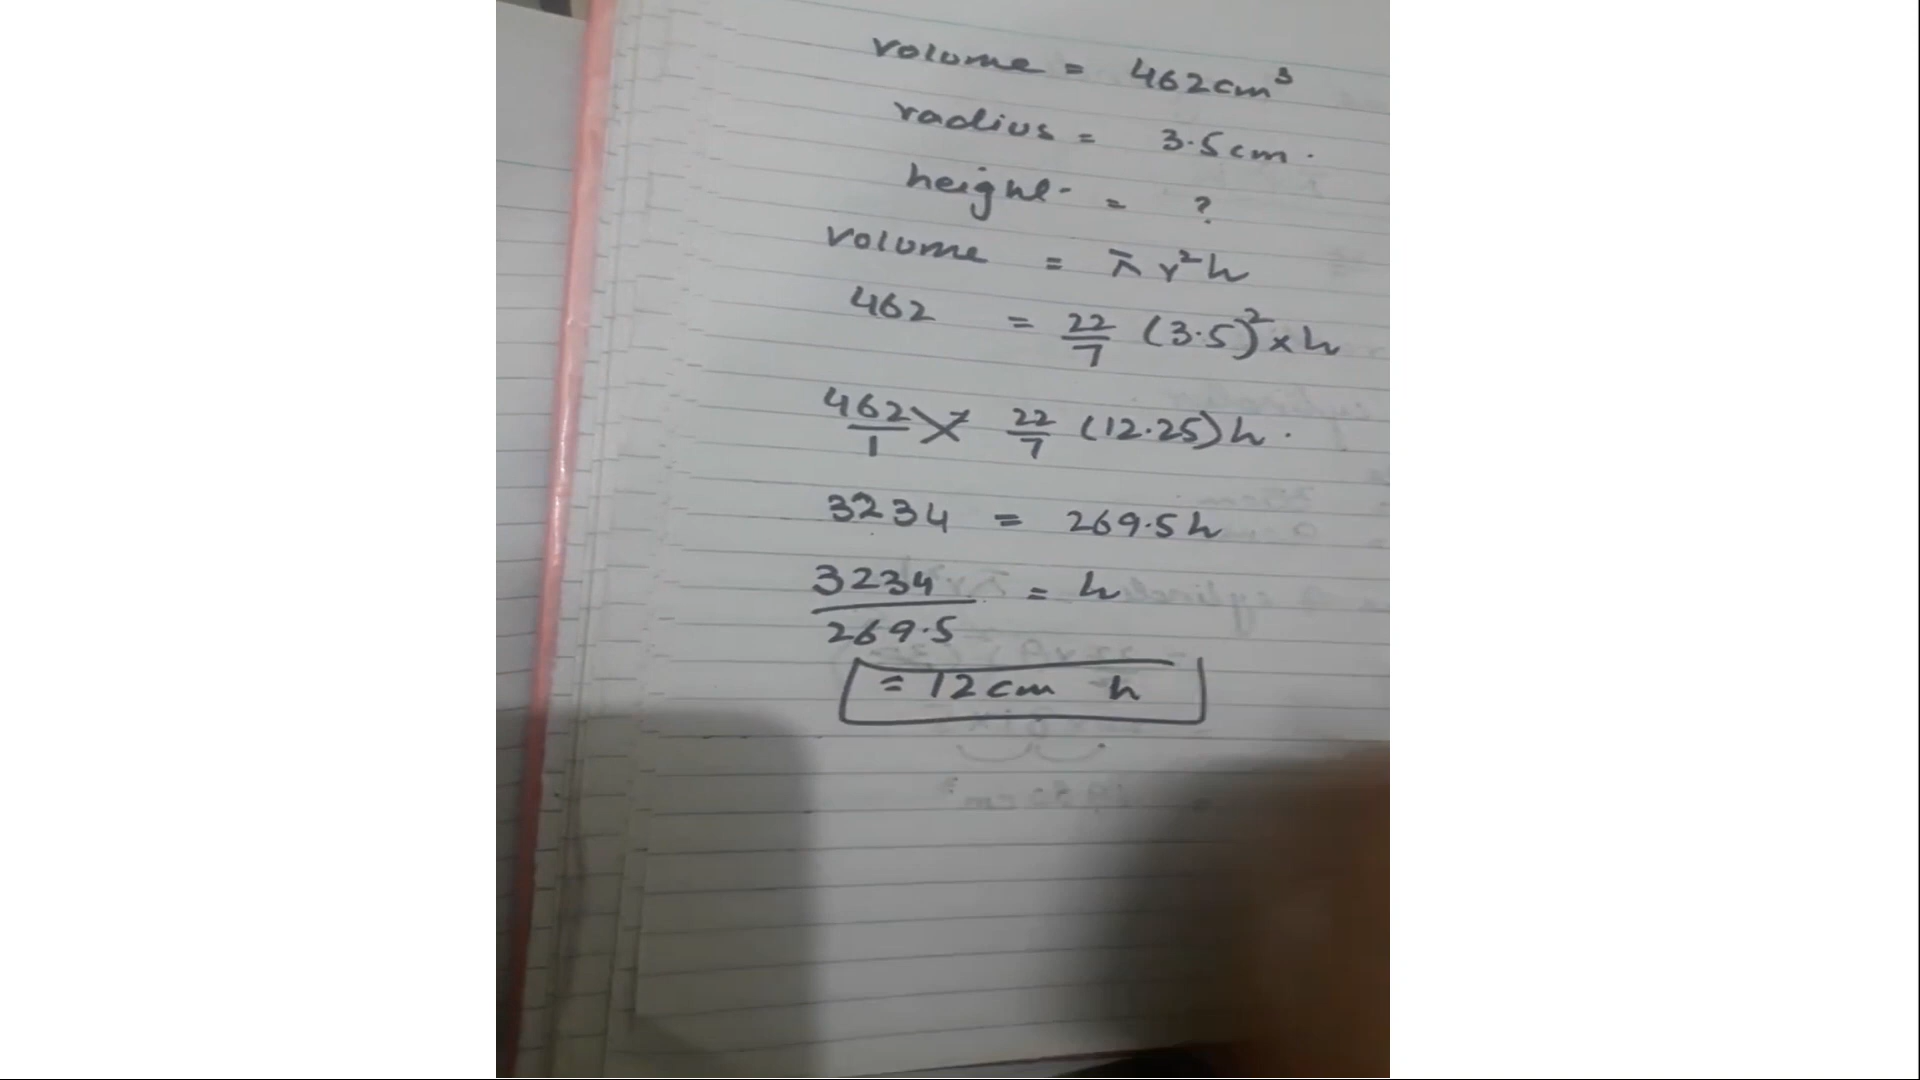 volume = 462cm³
radius = 3.5cm.
height = ?
volume = πr²h
462 = 22/7 (3.5)² × h
462/1 = 22/7 (12.25) h.
3234 = 269.5h
3234/269.5 = h
= 12cm h